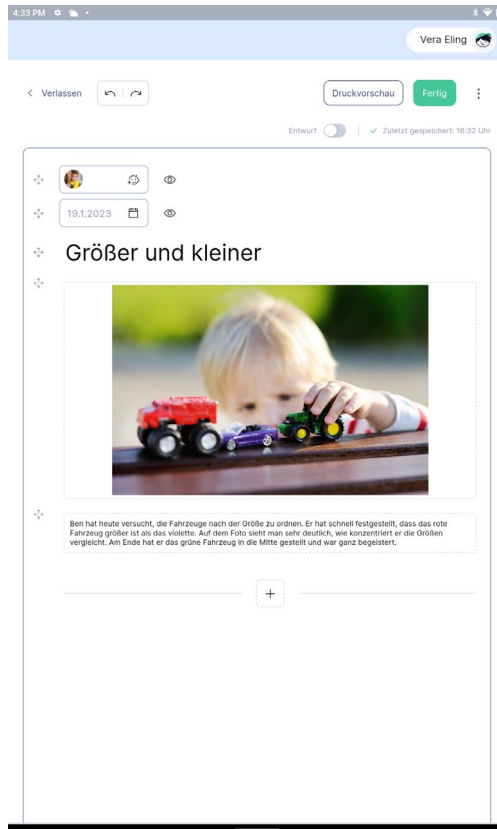 4:33 PM
Vera Eling
Verlassen
Druckvorschau
Fertig
Entwurf
Zuletzt gespeichert: 16:32 Uhr
19.1.2023
Größer und kleiner
Ben hat heute versucht, die Fahrzeuge nach der Größe zu ordnen. Er hat schnell festgestellt, dass das rote
Fahrzeug größer ist als das violette. Auf dem Foto sieht man sehr deutlich, wie konzentriert er die Größen
vergleicht. Am Ende hat er das grüne Fahrzeug in die Mitte gestellt und war ganz begeistert.